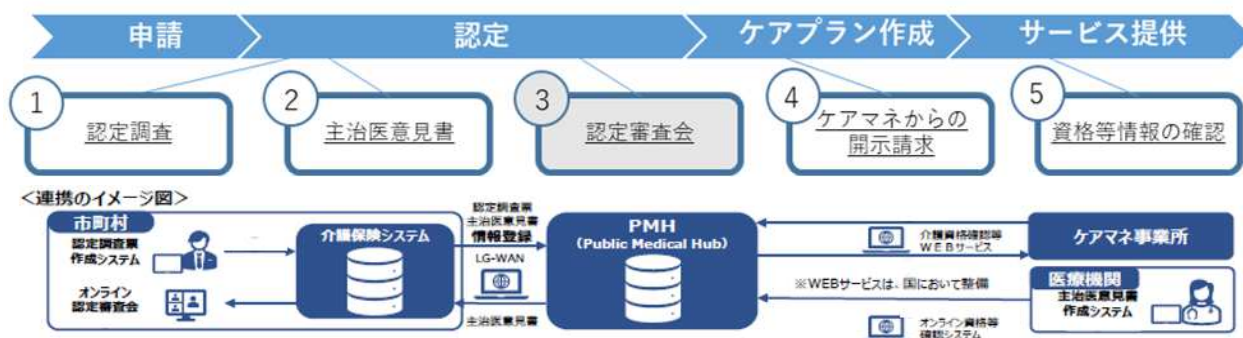 申請
認定
ケアプラン作成
サービス提供
1
認定調査
2
主治医意見書
3
認定審査会
4
ケアマネからの
開示請求
5
資格等情報の確認
<連携のイメージ図>
市町村
認定調査票
作成システム
オンライン
認定審査会
介護保険システム
認定調査票
主治医意見書
情報登録
LG-WAN
主治医意見書
PMH
(Public Medical Hub)
介護資格確認等
WEBサービス
※WEBサービスは、国において整備
オンライン資格等
確認システム
ケアマネ事業所
医療機関
主治医意見書
作成システム